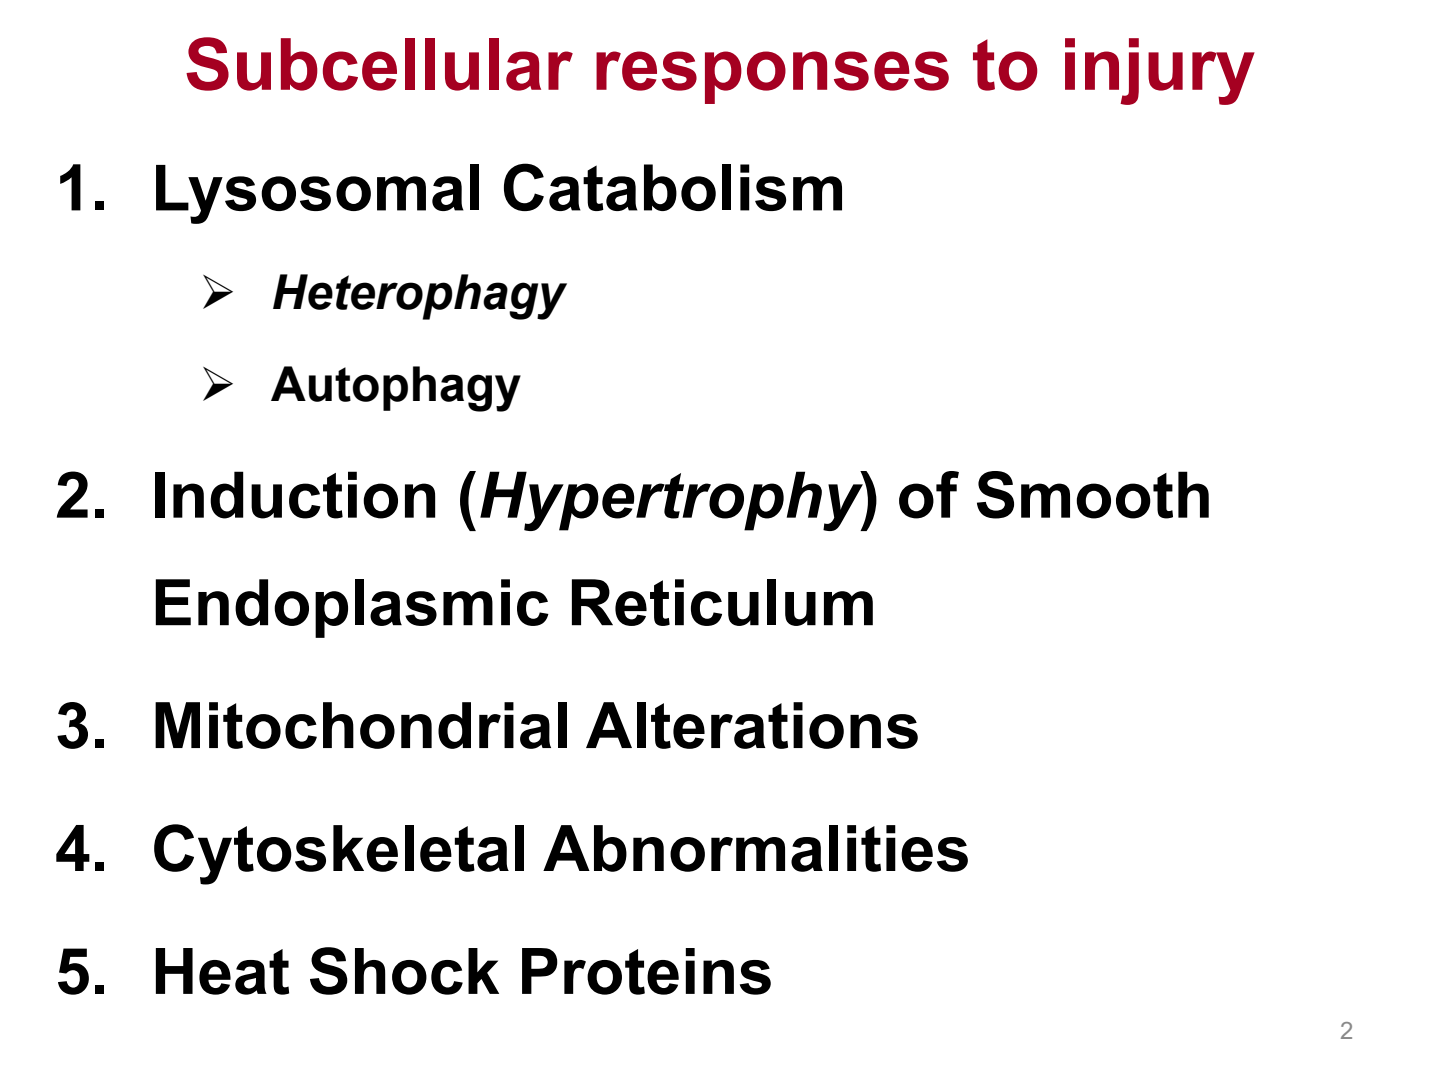 Subcellular responses to injury
1. Lysosomal Catabolism
➢ Heterophagy
➢ Autophagy
2. Induction (Hypertrophy) of Smooth
Endoplasmic Reticulum
3. Mitochondrial Alterations
4. Cytoskeletal Abnormalities
5. Heat Shock Proteins
2